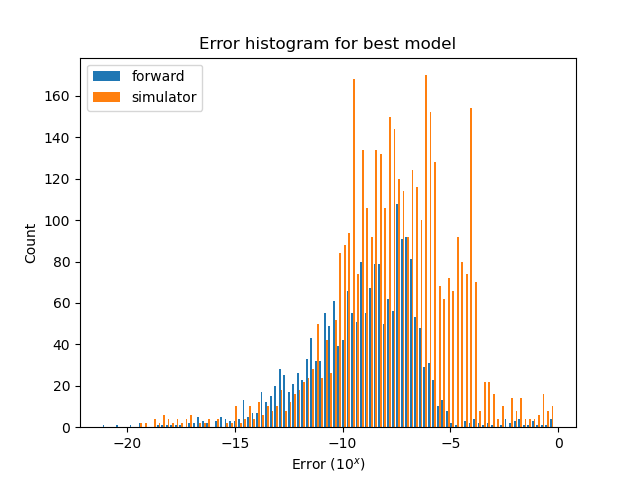 Error histogram for best model
forward
simulator
160
140
120
100
80
60
40
20
0
Count
−20
−15
−10
−5
0
Error (10^x)